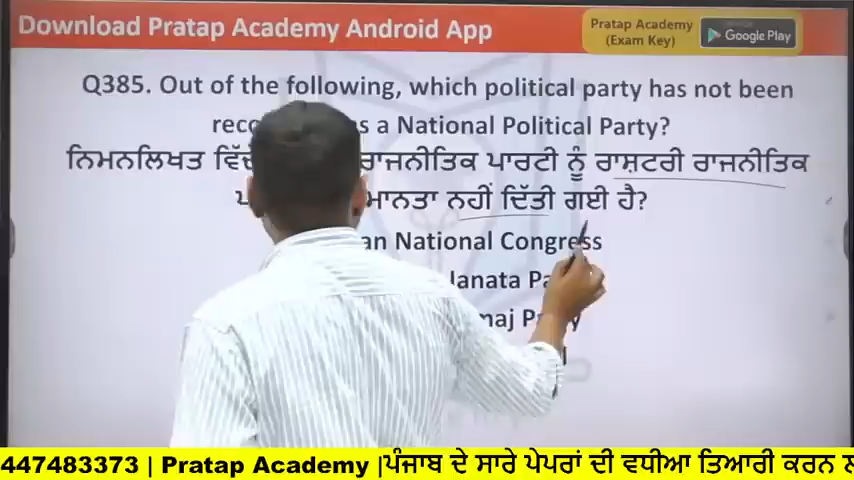 Download Pratap Academy Android App
Pratap Academy
(Exam Key)
Google Play
Q385. Out of the following, which political party has not been
a National Political Party?
ਨਿਮਨਲਿਖਤ ਰਾਜਨੀਤਿਕ ਪਾਰਟੀ ਨੂੰ ਰਾਸ਼ਟਰੀ ਰਾਜਨੀਤਿਕ
ਮਾਨਤਾ ਨਹੀਂ ਦਿੱਤੀ ਗਈ ਹੈ?
National Congress
Janata
447483373 | Pratap Academy |ਪੰਜਾਬ ਦੇ ਸਾਰੇ ਪੇਪਰਾਂ ਦੀ ਵਧੀਆ ਤਿਆਰੀ ਕਰਨ